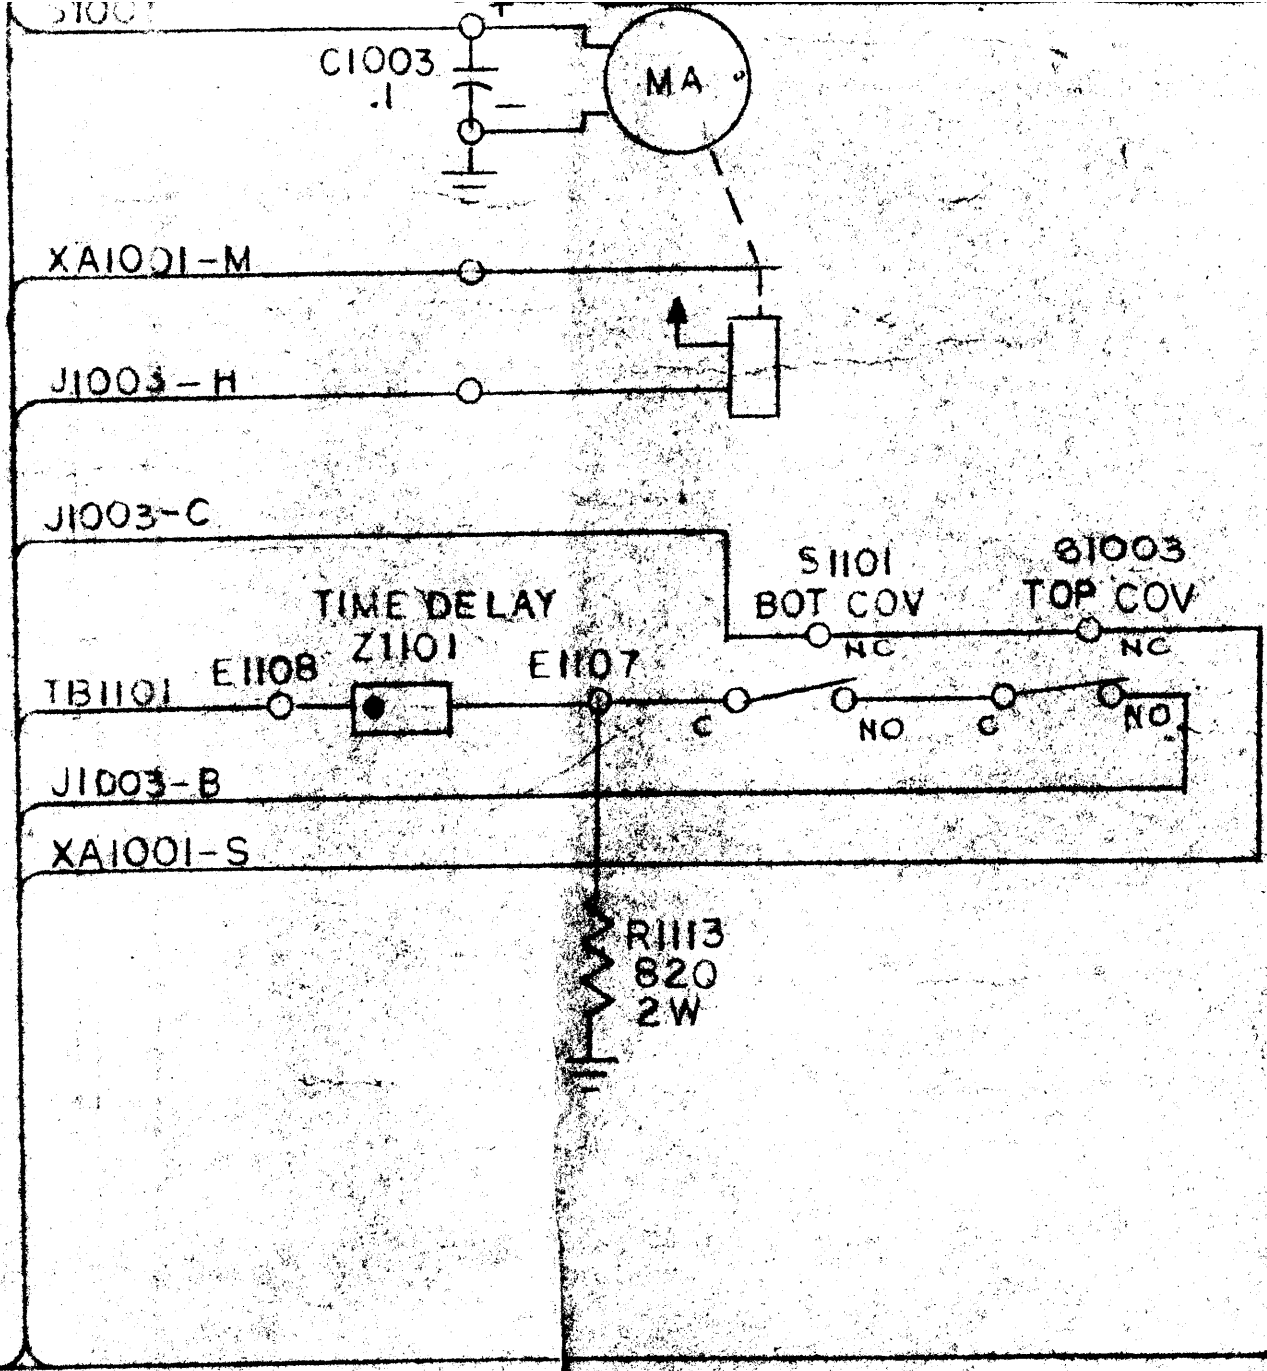 S1001
+
C1003
.1
—
MA
XA1001-M
J1003-H
J1003-C
S1101
BOT COV
S1003
TOP COV
NC
NC
TIME DELAY
Z1101
E1108
E1107
TB1101
C
NO
C
NO
J1003-B
XA1001-S
R1113
820
2W